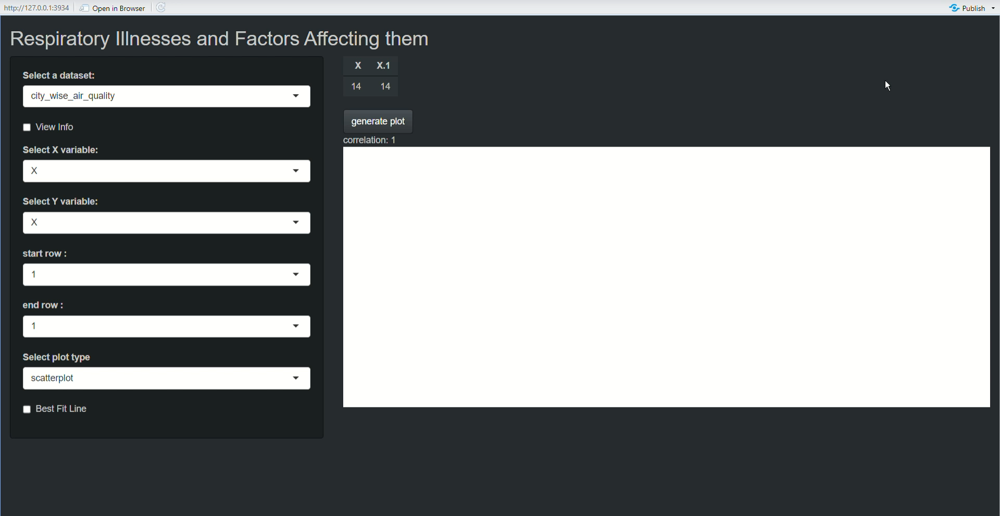 http://127.0.0.1:3934 Open in Browser Publish
Respiratory Illnesses and Factors Affecting them
Select a dataset:
city_wise_air_quality
View Info
Select X variable:
X
Select Y variable:
X
start row :
1
end row :
1
Select plot type
scatterplot
Best Fit Line
X X.1
14 14
generate plot
correlation: 1